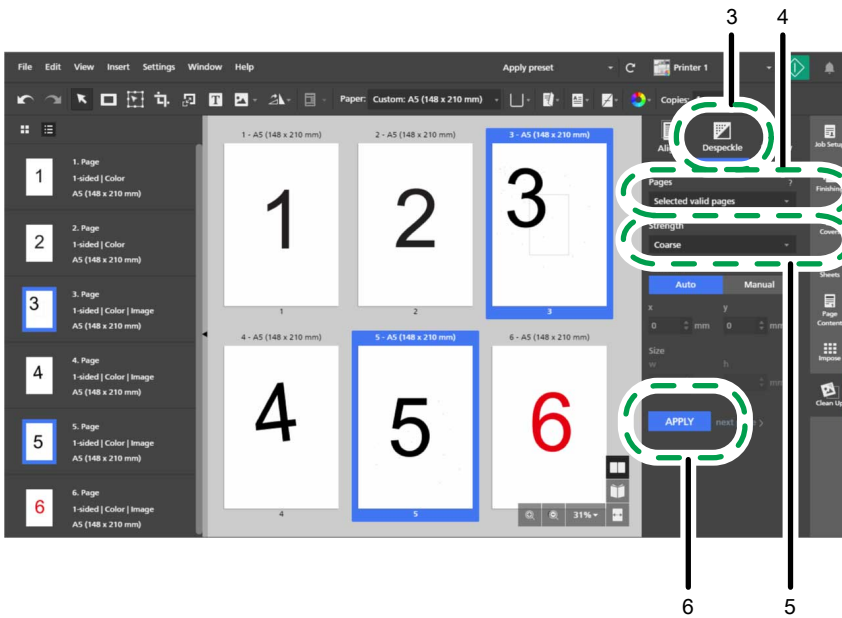 3 4
File Edit View Insert Settings Window Help Apply preset Printer 1
Paper: Custom: A5 (148 x 210 mm) Copies:
1. Page
1-sided | Color
A5 (148 x 210 mm)
2. Page
1-sided | Color
A5 (148 x 210 mm)
3. Page
1-sided | Color | Image
A5 (148 x 210 mm)
4. Page
1-sided | Color | Image
A5 (148 x 210 mm)
5. Page
1-sided | Color | Image
A5 (148 x 210 mm)
6. Page
1-sided | Color | Image
A5 (148 x 210 mm)
1
2
3
4
5
6
1 - A5 (148 x 210 mm) 2 - A5 (148 x 210 mm) 3 - A5 (148 x 210 mm)
1 2 3
1 2 3
4 - A5 (148 x 210 mm) 5 - A5 (148 x 210 mm) 6 - A5 (148 x 210 mm)
4 5 6
4 5
31%
Despeckle
Pages ?
Selected valid pages
Strength
Coarse
Auto Manual
x y
0 mm 0 mm
Size
w h
APPLY next
Job Setup
Finishing
Covers
Sheets
Page
Content
Impose
Clean Up
6 5